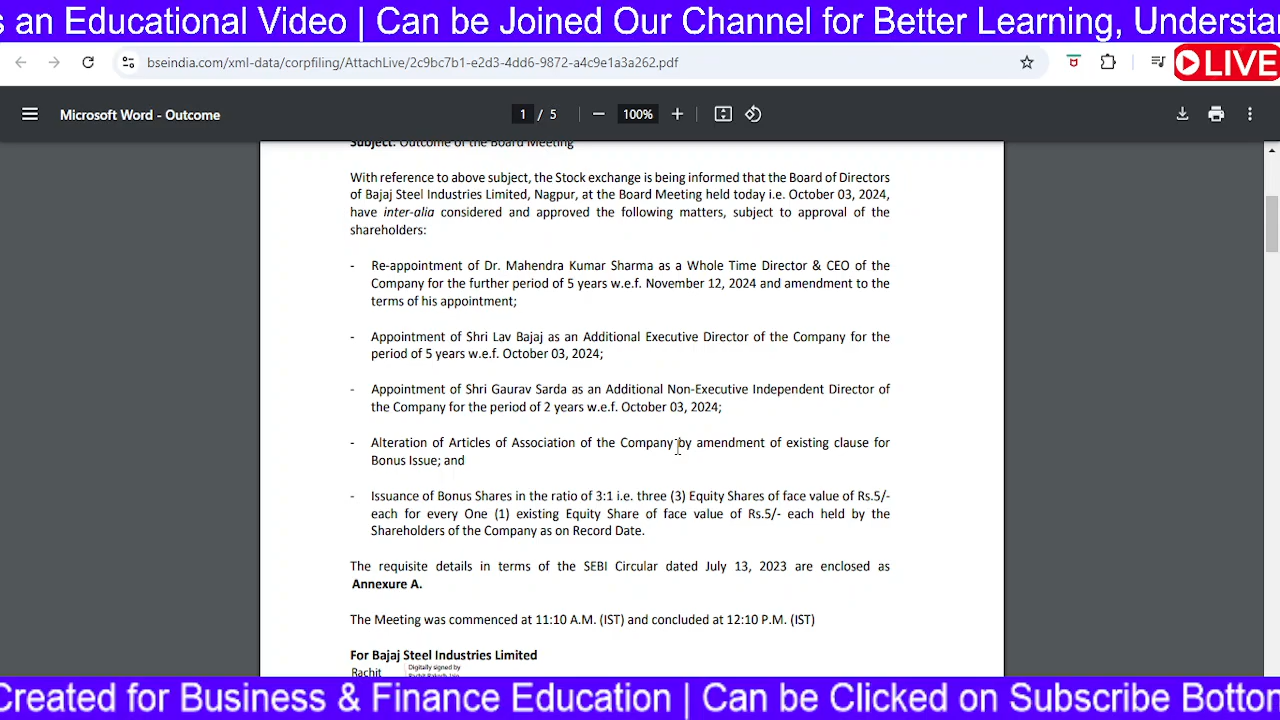 s an Educational Video | Can be Joined Our Channel for Better Learning, Understa
bseindia.com/xml-data/corpfiling/AttachLive/2c9bc7b1-e2d3-4dd6-9872-a4c9e1a3a262.pdf
LIVE
Microsoft Word - Outcome
1 / 5
100%
Subject: Outcome of the Board Meeting
With reference to above subject, the Stock exchange is being informed that the Board of Directors
of Bajaj Steel Industries Limited, Nagpur, at the Board Meeting held today i.e. October 03, 2024,
have inter-alia considered and approved the following matters, subject to approval of the
shareholders:
- Re-appointment of Dr. Mahendra Kumar Sharma as a Whole Time Director & CEO of the
Company for the further period of 5 years w.e.f. November 12, 2024 and amendment to the
terms of his appointment;
- Appointment of Shri Lav Bajaj as an Additional Executive Director of the Company for the
period of 5 years w.e.f. October 03, 2024;
- Appointment of Shri Gaurav Sarda as an Additional Non-Executive Independent Director of
the Company for the period of 2 years w.e.f. October 03, 2024;
- Alteration of Articles of Association of the Company by amendment of existing clause for
Bonus Issue; and
- Issuance of Bonus Shares in the ratio of 3:1 i.e. three (3) Equity Shares of face value of Rs.5/-
each for every One (1) existing Equity Share of face value of Rs.5/- each held by the
Shareholders of the Company as on Record Date.
The requisite details in terms of the SEBI Circular dated July 13, 2023 are enclosed as
Annexure A.
The Meeting was commenced at 11:10 A.M. (IST) and concluded at 12:10 P.M. (IST)
For Bajaj Steel Industries Limited
Rachit
Digitally signed by
Created for Business & Finance Education | Can be Clicked on Subscribe Botton